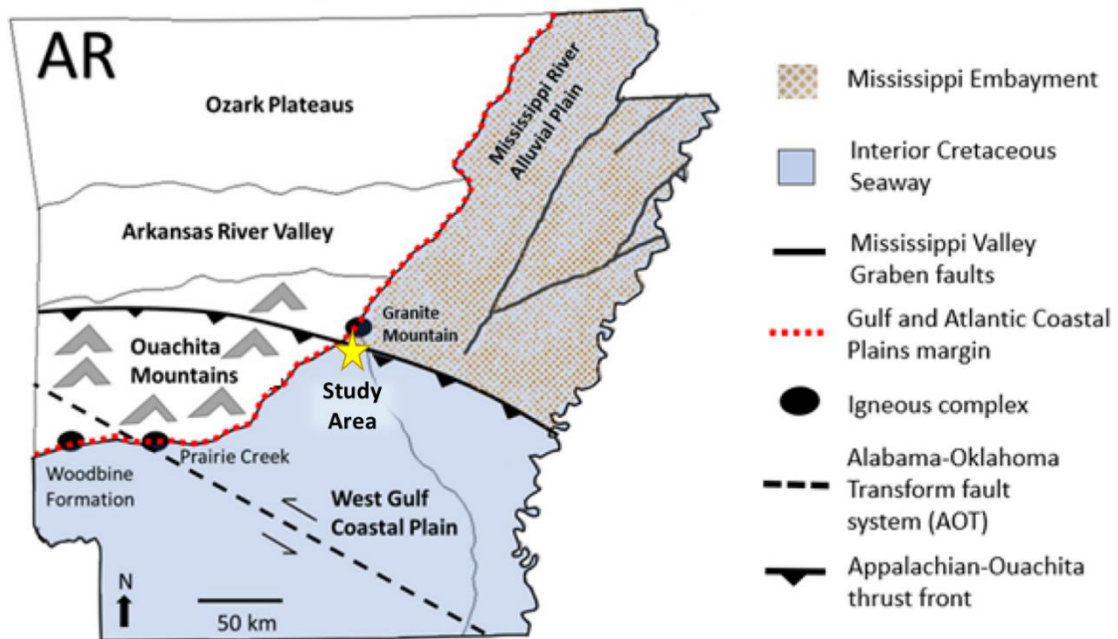 AR
Ozark Plateaus
Mississippi River
Alluvial Plain
Arkansas River Valley
Granite
Mountain
Ouachita
Mountains
Study
Area
Prairie Creek
Woodbine
Formation
West Gulf
Coastal Plain
N
50 km
Mississippi Embayment
Interior Cretaceous
Seaway
Mississippi Valley
Graben faults
Gulf and Atlantic Coastal
Plains margin
Igneous complex
Alabama-Oklahoma
Transform fault
system (AOT)
Appalachian-Ouachita
thrust front